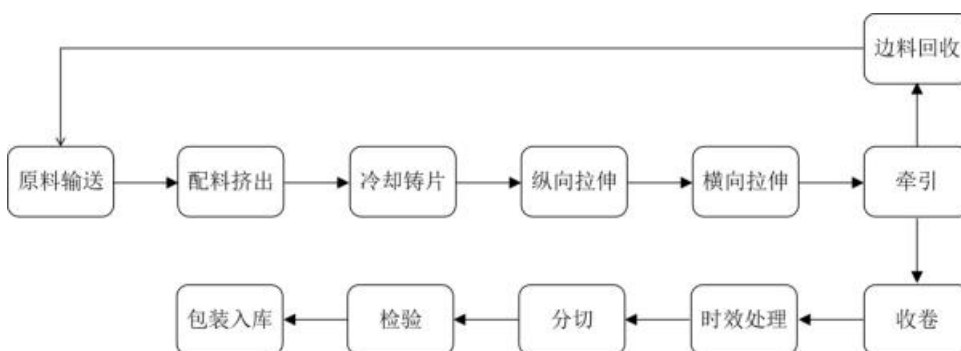 边料回收
原料输送
配料挤出
冷却铸片
纵向拉伸
横向拉伸
牵引
包装入库
检验
分切
时效处理
收卷